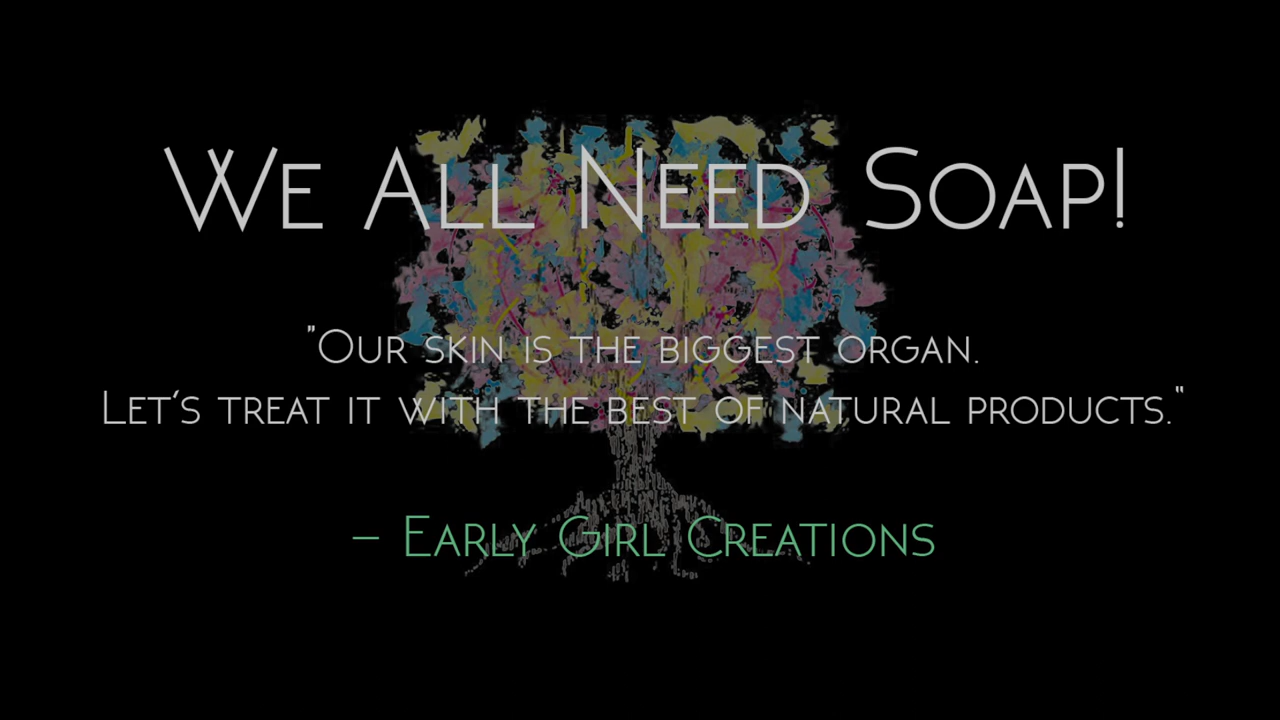 We All Need Soap!
"Our skin is the biggest organ.
Let's treat it with the best of natural products."
– Early Girl Creations